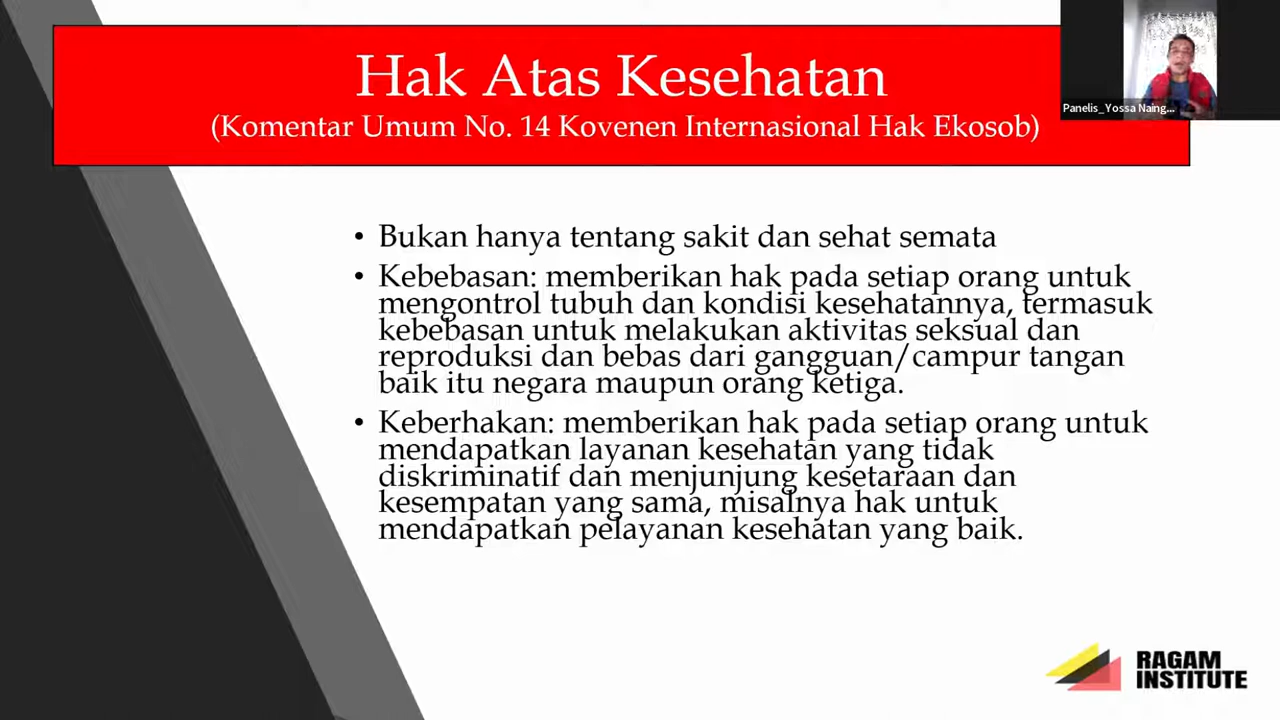 Hak Atas Kesehatan
(Komentar Umum No. 14 Kovenen Internasional Hak Ekosob)
Panelis_Yossa Naing...
• Bukan hanya tentang sakit dan sehat semata
• Kebebasan: memberikan hak pada setiap orang untuk
mengontrol tubuh dan kondisi kesehatannya, termasuk
kebebasan untuk melakukan aktivitas seksual dan
reproduksi dan bebas dari gangguan/campur tangan
baik itu negara maupun orang ketiga.
• Keberhakan: memberikan hak pada setiap orang untuk
mendapatkan layanan kesehatan yang tidak
diskriminatif dan menjunjung kesetaraan dan
kesempatan yang sama, misalnya hak untuk
mendapatkan pelayanan kesehatan yang baik.
RAGAM
INSTITUTE